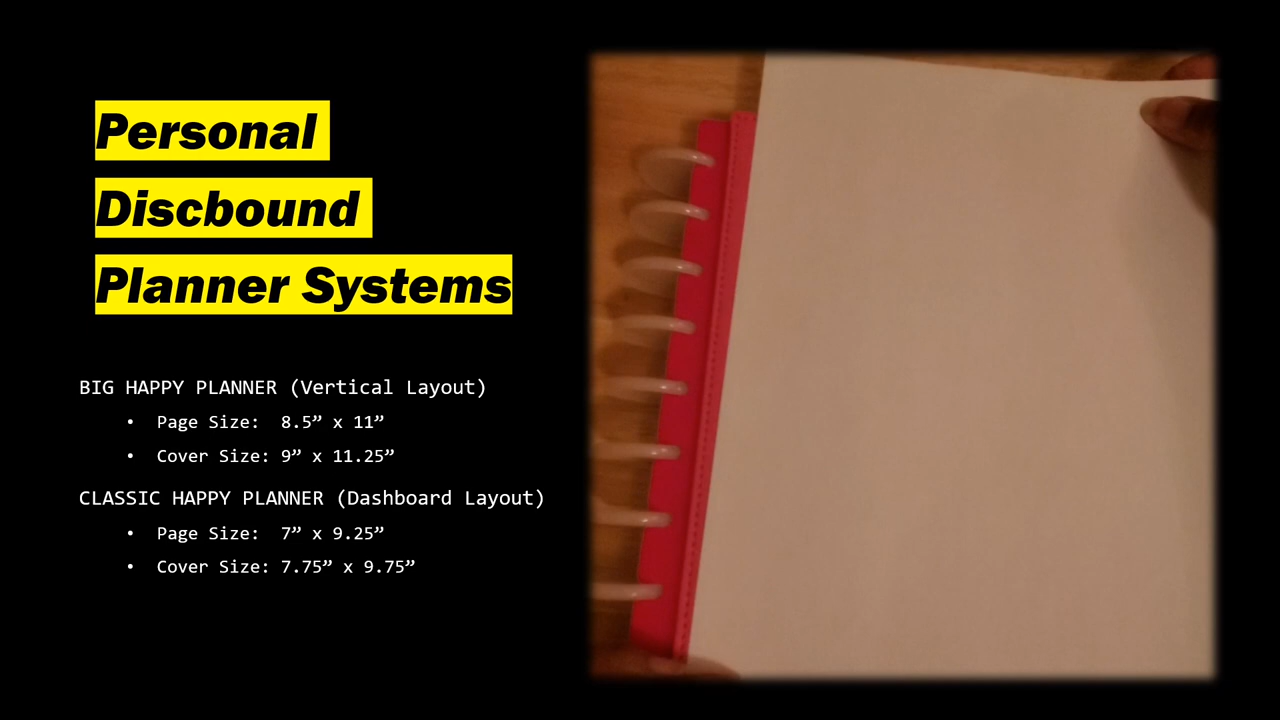 Personal
Discbound
Planner Systems
BIG HAPPY PLANNER (Vertical Layout)
• Page Size:  8.5” x 11”
• Cover Size: 9” x 11.25”
CLASSIC HAPPY PLANNER (Dashboard Layout)
• Page Size:  7” x 9.25”
• Cover Size: 7.75” x 9.75”